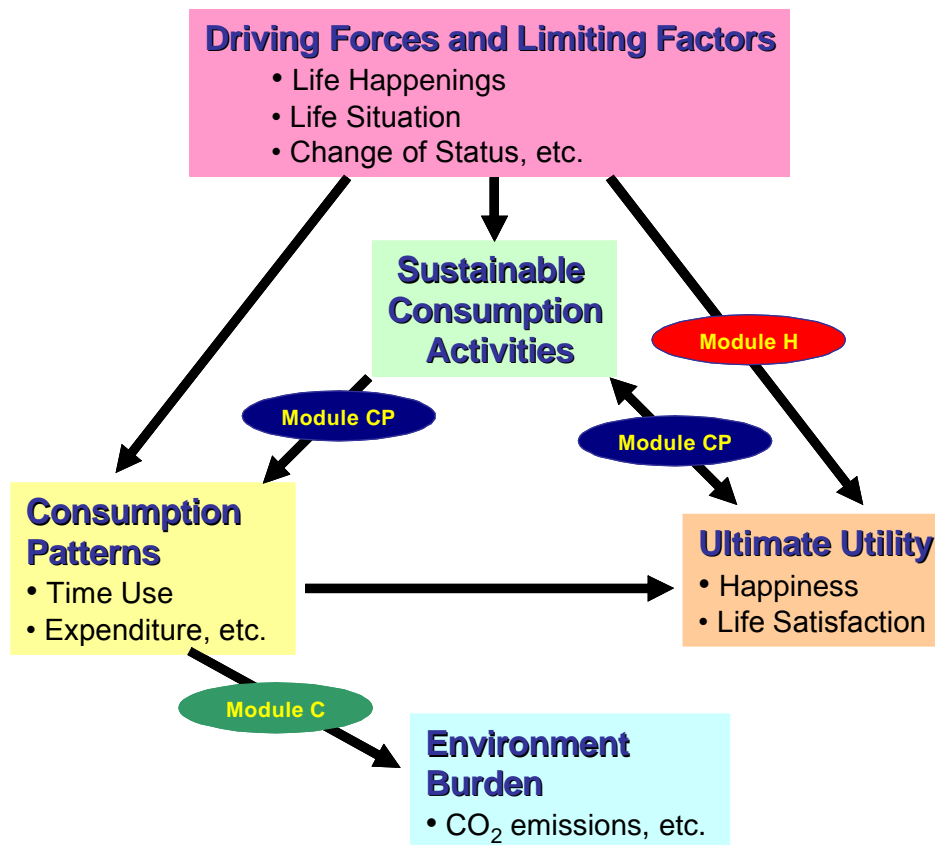 Driving Forces and Limiting Factors
• Life Happenings
• Life Situation
• Change of Status, etc.
Sustainable
Consumption
Activities
Module H
Module CP
Module CP
Consumption
Patterns
• Time Use
• Expenditure, etc.
Ultimate Utility
• Happiness
• Life Satisfaction
Module C
Environment
Burden
• CO₂ emissions, etc.